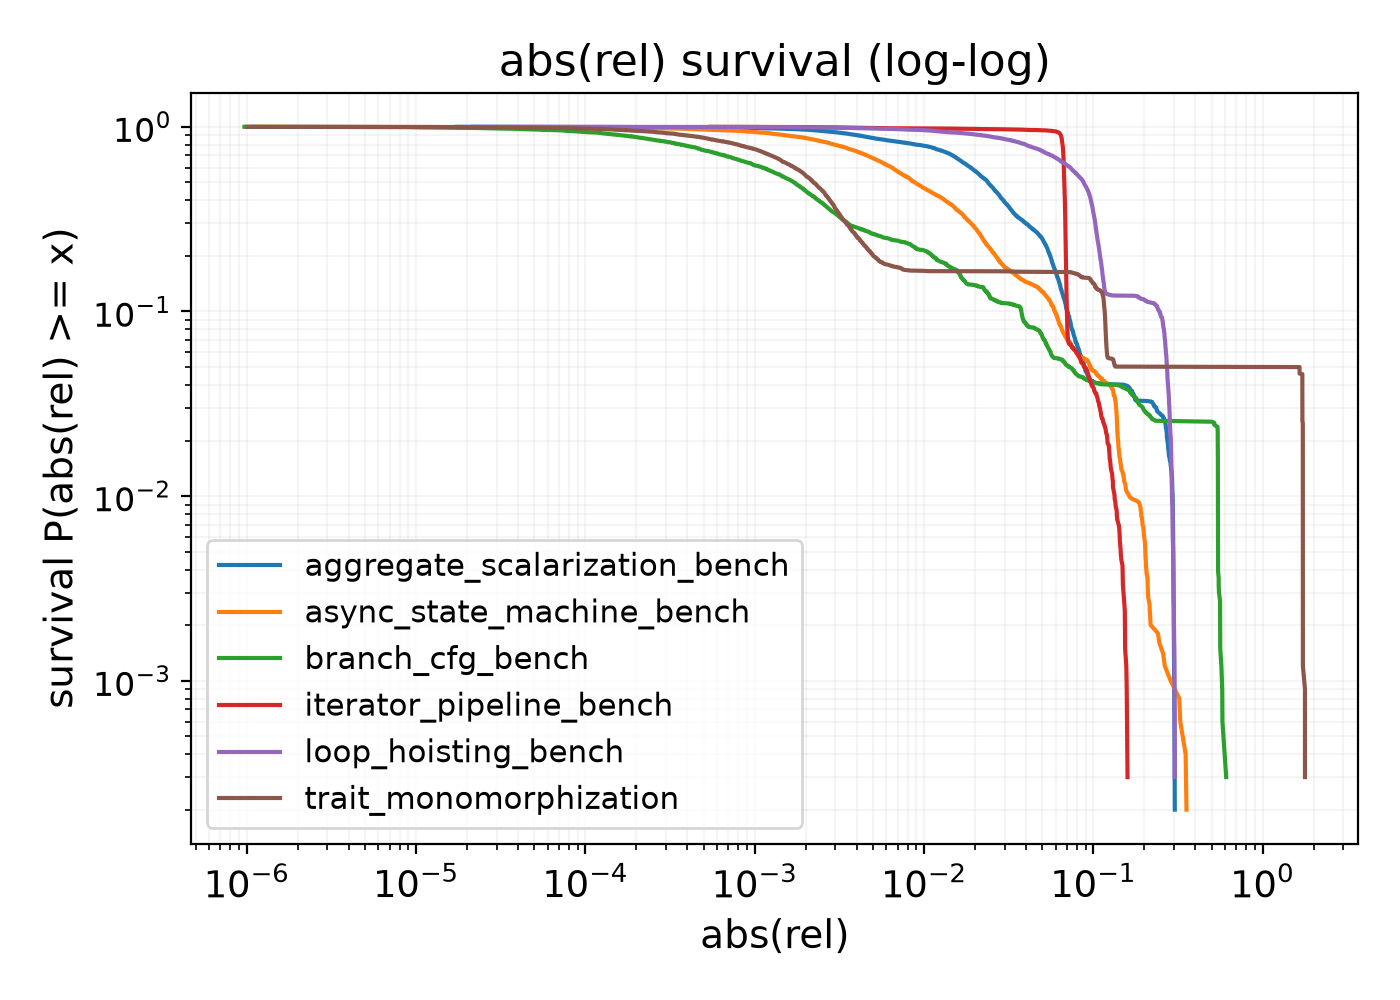 abs(rel) survival (log-log)
survival P(abs(rel) >= x)
10⁰
10⁻¹
10⁻²
10⁻³
aggregate_scalarization_bench
async_state_machine_bench
branch_cfg_bench
iterator_pipeline_bench
loop_hoisting_bench
trait_monomorphization
10⁻⁶ 10⁻⁵ 10⁻⁴ 10⁻³ 10⁻² 10⁻¹ 10⁰
abs(rel)